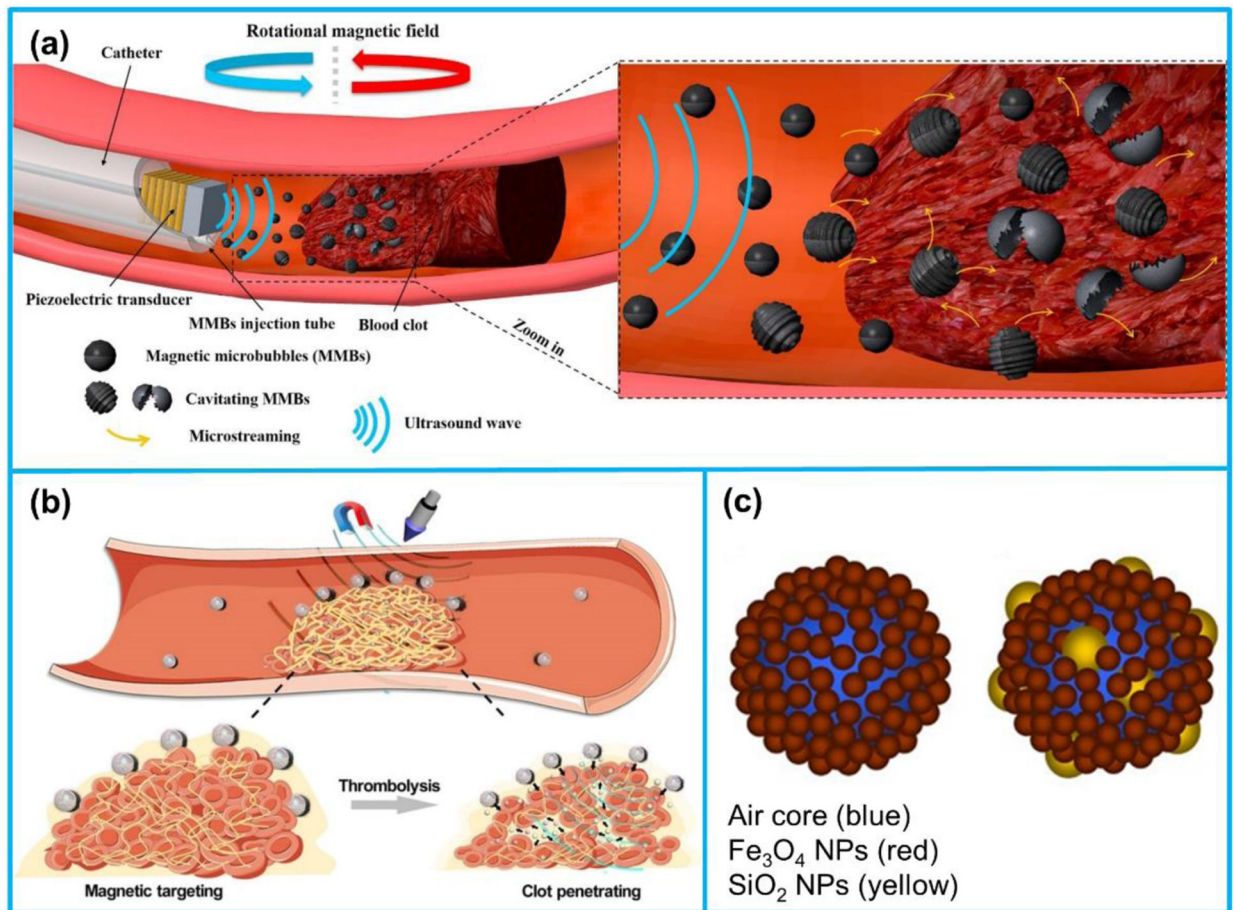 (a)
Rotational magnetic field
Catheter
Piezoelectric transducer
MMBs injection tube
Blood clot
Zoom in
Magnetic microbubbles (MMBs)
Cavitating MMBs
Ultrasound wave
Microstreaming
(b)
Thrombolysis
Magnetic targeting
Clot penetrating
(c)
Air core (blue)
Fe₃O₄ NPs (red)
SiO₂ NPs (yellow)